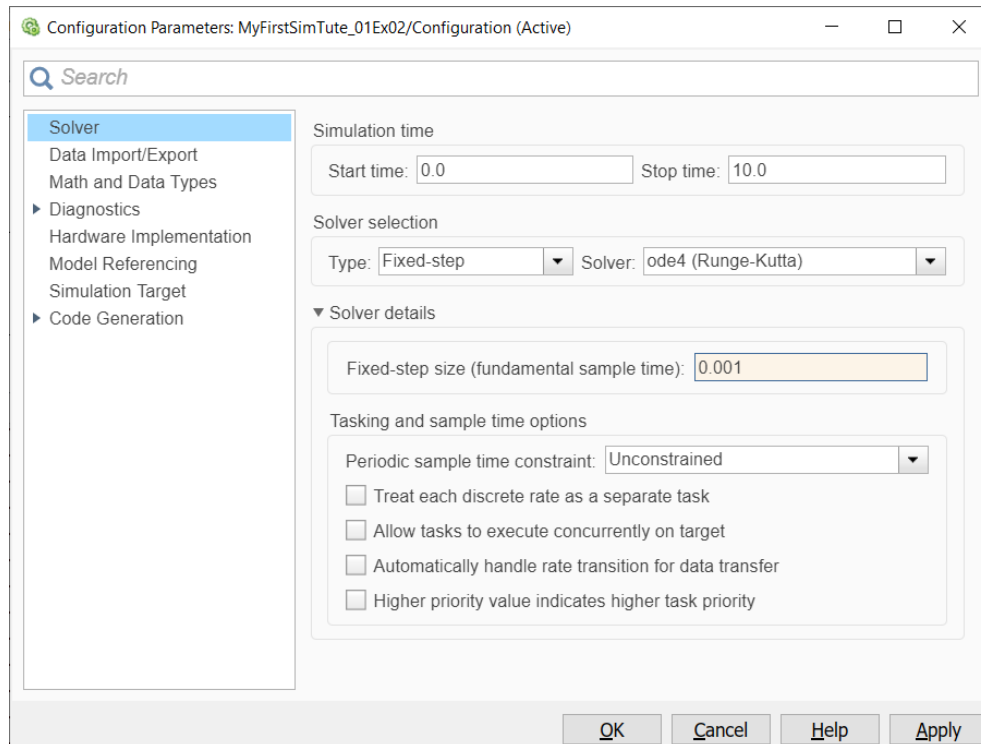 Configuration Parameters: MyFirstSimTute_01Ex02/Configuration (Active)
Search
Solver
Data Import/Export
Math and Data Types
Diagnostics
Hardware Implementation
Model Referencing
Simulation Target
Code Generation
Simulation time
Start time: 0.0 Stop time: 10.0
Solver selection
Type: Fixed-step Solver: ode4 (Runge-Kutta)
Solver details
Fixed-step size (fundamental sample time): 0.001
Tasking and sample time options
Periodic sample time constraint: Unconstrained
Treat each discrete rate as a separate task
Allow tasks to execute concurrently on target
Automatically handle rate transition for data transfer
Higher priority value indicates higher task priority
OK Cancel Help Apply